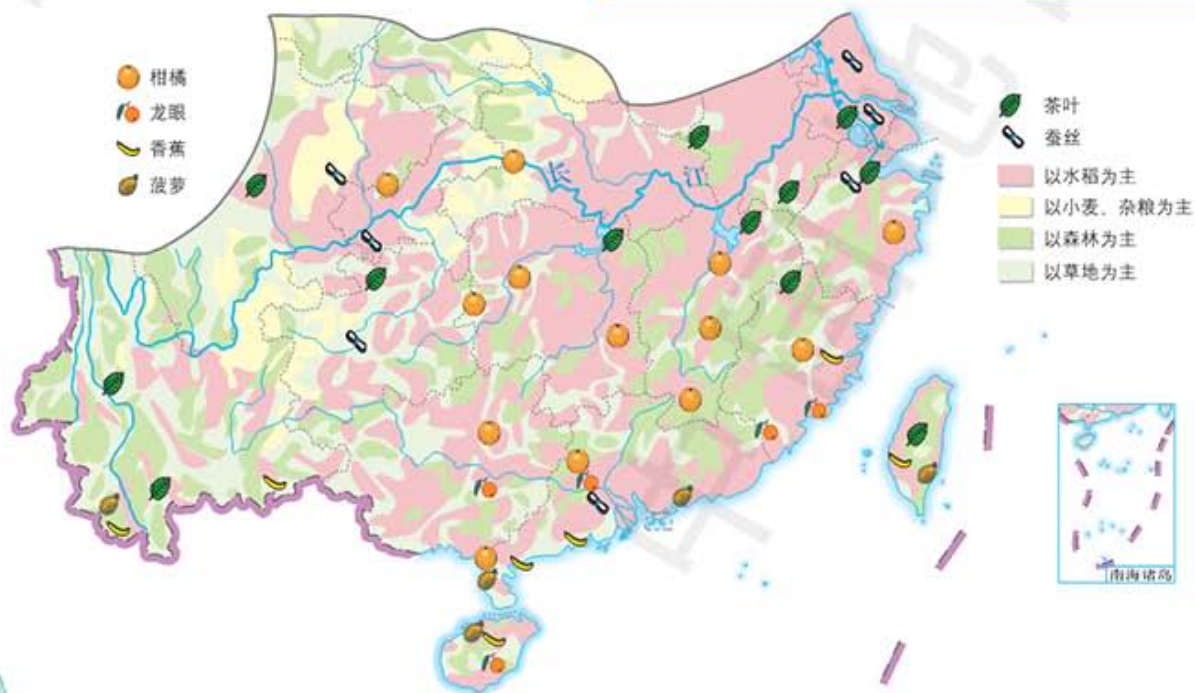 柑橘
龙眼
香蕉
菠萝
茶叶
蚕丝
以水稻为主
以小麦、杂粮为主
以森林为主
以草地为主
长江
南海诸岛